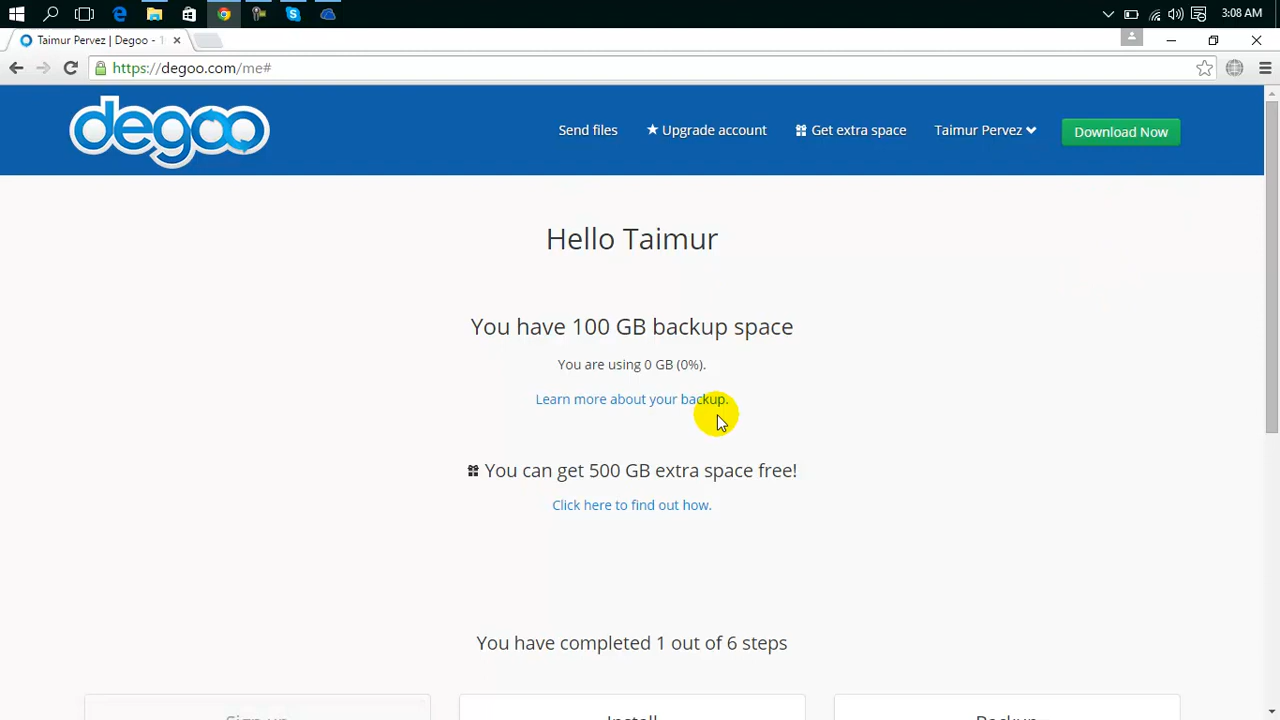 3:08 AM
Taimur Pervez | Degoo - 1
https://degoo.com/me#
degoo
Send files
Upgrade account
Get extra space
Taimur Pervez
Download Now
Hello Taimur
You have 100 GB backup space
You are using 0 GB (0%).
Learn more about your backup.
You can get 500 GB extra space free!
Click here to find out how.
You have completed 1 out of 6 steps
Sign up
Install
Backup